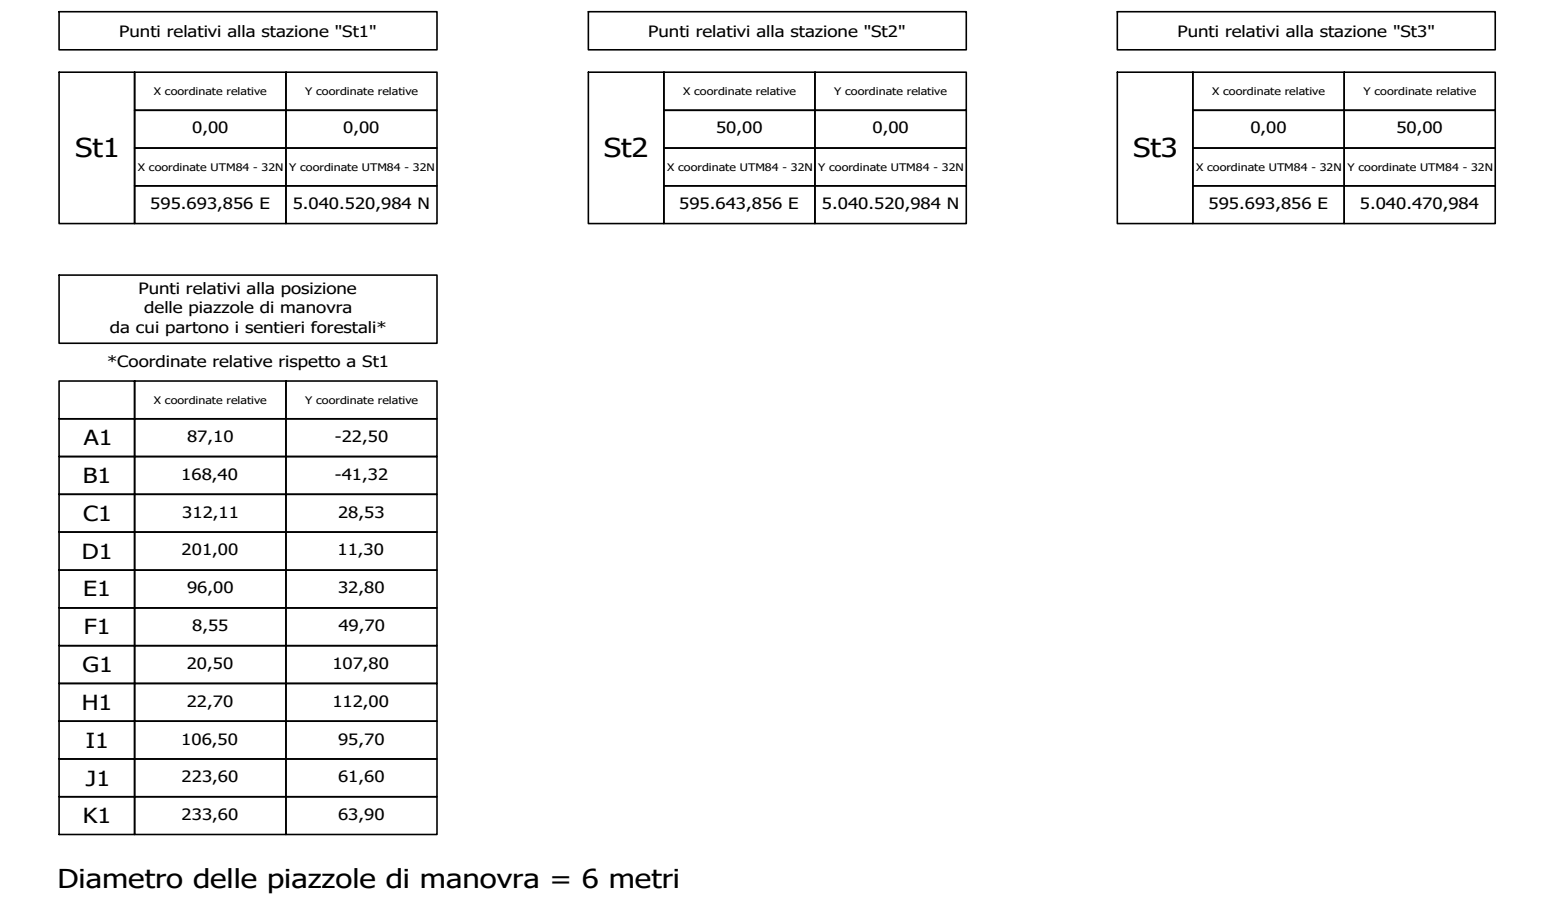 Punti relativi alla stazione "St1"
St1
X coordinate relative Y coordinate relative
0,00 0,00
X coordinate UTM84 - 32N Y coordinate UTM84 - 32N
595.693,856 E 5.040.520,984 N
Punti relativi alla stazione "St2"
St2
X coordinate relative Y coordinate relative
50,00 0,00
X coordinate UTM84 - 32N Y coordinate UTM84 - 32N
595.643,856 E 5.040.520,984 N
Punti relativi alla stazione "St3"
St3
X coordinate relative Y coordinate relative
0,00 50,00
X coordinate UTM84 - 32N Y coordinate UTM84 - 32N
595.693,856 E 5.040.470,984
Punti relativi alla posizione
delle piazzole di manovra
da cui partono i sentieri forestali*
*Coordinate relative rispetto a St1
X coordinate relative Y coordinate relative
A1 87,10 -22,50
B1 168,40 -41,32
C1 312,11 28,53
D1 201,00 11,30
E1 96,00 32,80
F1 8,55 49,70
G1 20,50 107,80
H1 22,70 112,00
I1 106,50 95,70
J1 223,60 61,60
K1 233,60 63,90
Diametro delle piazzole di manovra = 6 metri